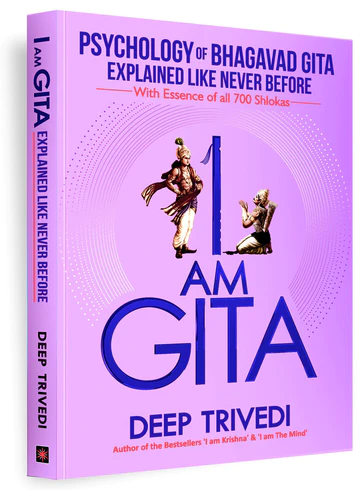 PSYCHOLOGY OF BHAGAVAD GITA
EXPLAINED LIKE NEVER BEFORE
With Essence of all 700 Shlokas
I
AM
GITA
DEEP TRIVEDI
Author of the Bestsellers 'I am Krishna' & 'I am The Mind'
I AM GITA EXPLAINED LIKE NEVER BEFORE
DEEP TRIVEDI